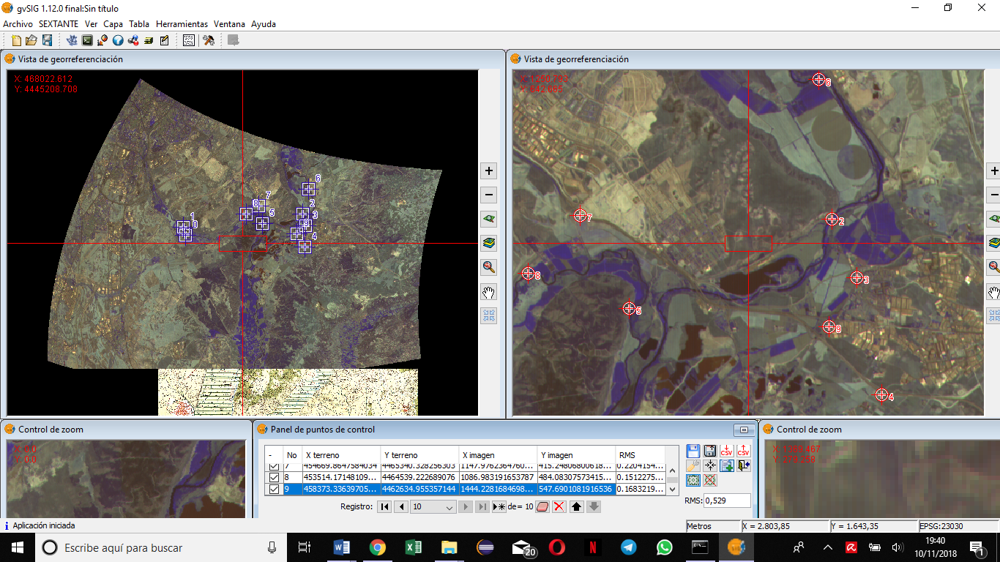 gvSIG 1.12.0 final:Sin título
Archivo SEXTANTE Ver Capa Tabla Herramientas Ventana Ayuda
Vista de georreferenciación
X: 468022.612
Y: 4445208.708
6
7
8
2
1
5
3
0
9
4
Vista de georreferenciación
6
7
2
8
3
5
9
4
Control de zoom
X: 0.0
Y: 0.0
Panel de puntos de control
- No X terreno Y terreno X imagen Y imagen RMS
7 454669.8647584034 4465340.328256303 1147.9762364760... 415.24806800618... 0.2204154...
8 453514.17148109... 4464539.222689076 1086.983191653787 484.08307573415... 0.1512275...
9 458373.33639705... 4462634.955357144 1444.2281684698... 547.6901081916536 0.1683219...
CSV CSV
Registro: 10 de= 10
RMS: 0,529
Control de zoom
Aplicación iniciada
Metros X = 2.803,85 Y = 1.643,35 EPSG:23030
Escribe aquí para buscar
20
19:40
10/11/2018
1